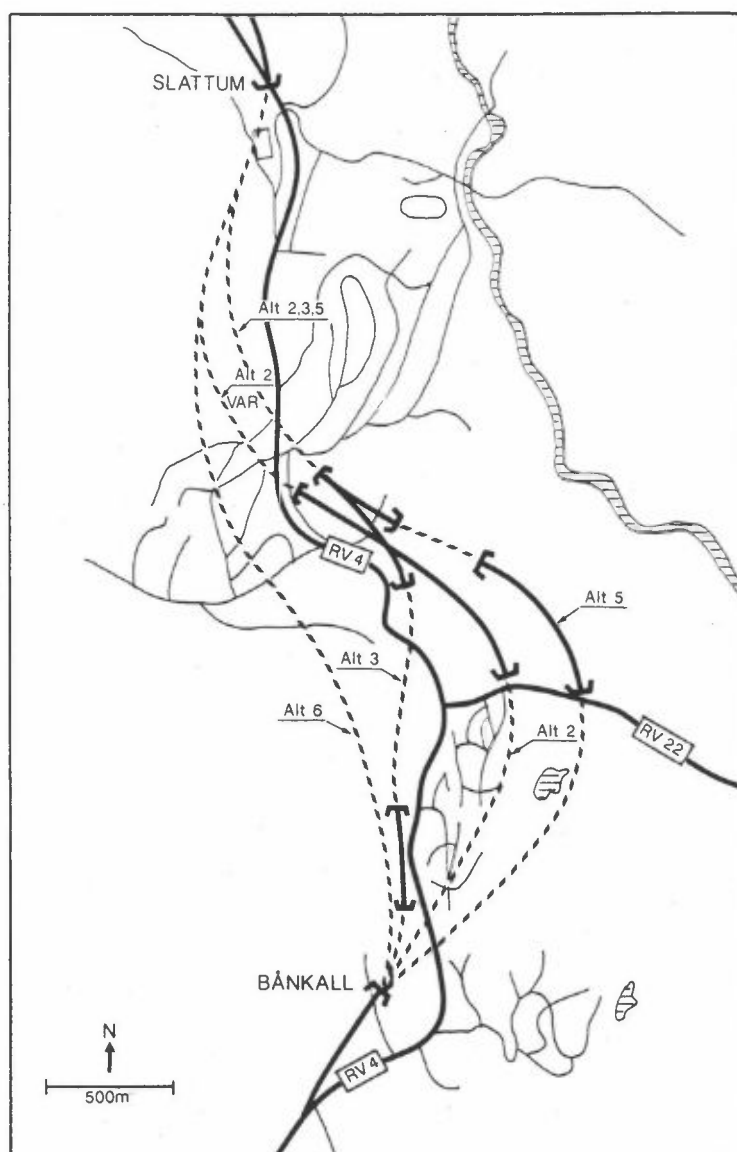 SLATTUM
Alt 2,3,5
Alt 2
VAR
RV 4
Alt 5
Alt 3
Alt 6
Alt 2
RV 22
BÅNKALL
N
RV 4
500m